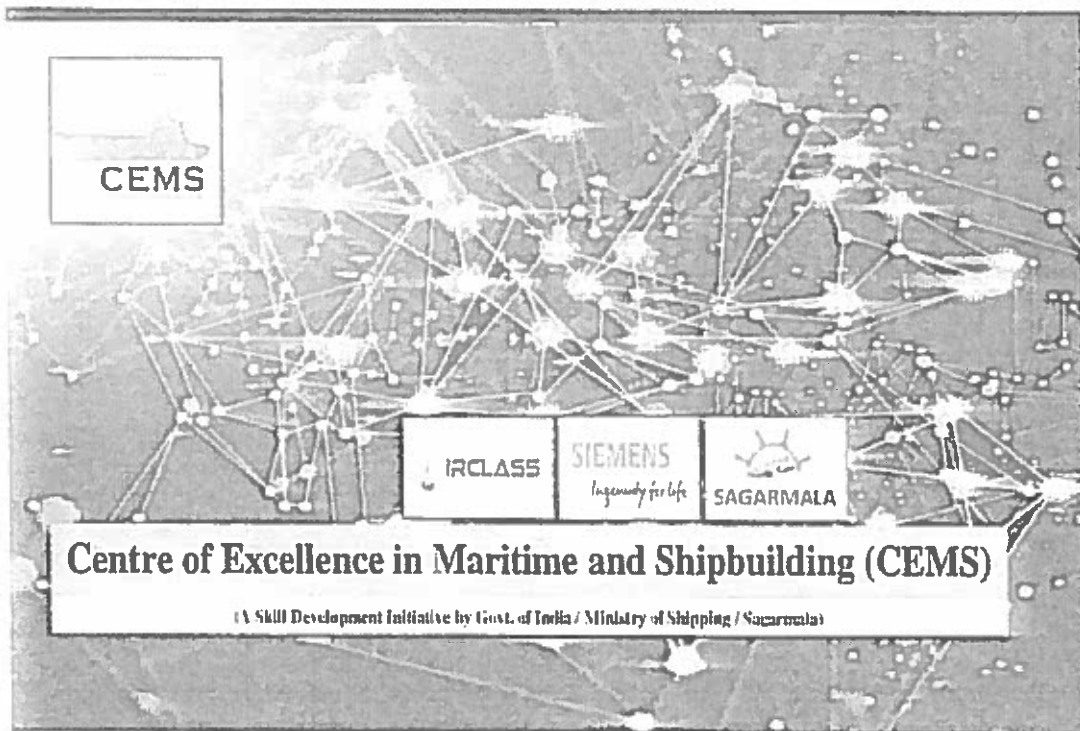 CEMS
IRCLASS
SIEMENS
Ingenuity for life
SAGARMALA
Centre of Excellence in Maritime and Shipbuilding (CEMS)
(A Skill Development Initiative by Govt. of India / Ministry of Shipping / Sagarmala)